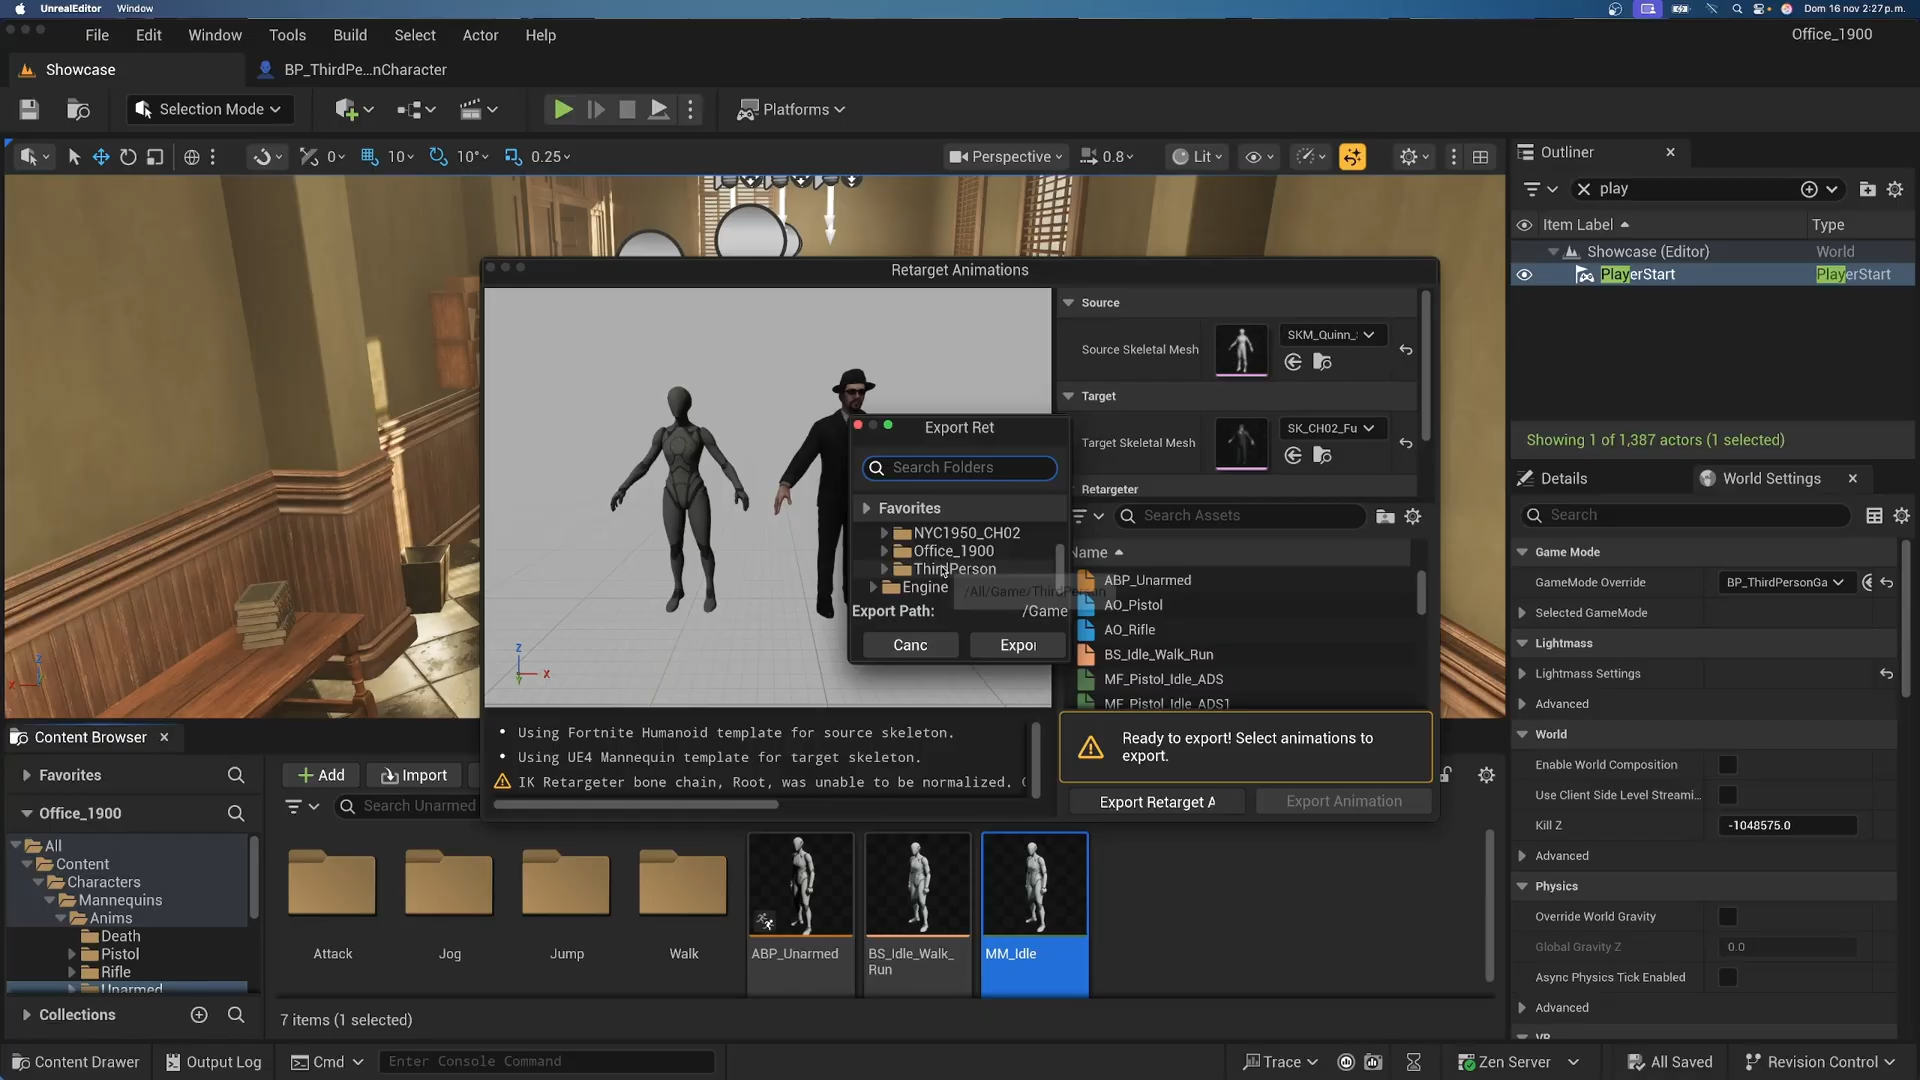 UnrealEditor Window Dom 16 nov 2:27 p.m.
File Edit Window Tools Build Select Actor Help Office_1900
Showcase BP_ThirdPe...nCharacter
Selection Mode Platforms
0 10 10° 0.25 Perspective 0.8 Lit
Outliner
play
Item Label Type
Showcase (Editor) World
PlayerStart PlayerStart
Showing 1 of 1,387 actors (1 selected)
Retarget Animations
Source
Source Skeletal Mesh SKM_Quinn_
Target
Target Skeletal Mesh SK_CH02_Fu
Retargeter
Search Assets
Name
ABP_Unarmed
AO_Pistol
AO_Rifle
BS_Idle_Walk_Run
MF_Pistol_Idle_ADS
MF_Pistol_Idle_ADS1
Ready to export! Select animations to
export.
Export Retarget A Export Animation
Export Ret
Search Folders
Favorites
NYC1950_CH02
Office_1900
ThirdPerson
Engine
/All/Game/ThirdPerson
Export Path: /Game
Canc Expo
Z
X
Y
Z
X
• Using Fortnite Humanoid template for source skeleton.
• Using UE4 Mannequin template for target skeleton.
IK Retargeter bone chain, Root, was unable to be normalized.
Details World Settings
Search
Game Mode
GameMode Override BP_ThirdPersonGa
Selected GameMode
Lightmass
Lightmass Settings
Advanced
World
Enable World Composition
Use Client Side Level Streami...
Kill Z -1048575.0
Advanced
Physics
Override World Gravity
Global Gravity Z 0.0
Async Physics Tick Enabled
Advanced
VR
Content Browser
Favorites
Office_1900
All
Content
Characters
Mannequins
Anims
Death
Pistol
Rifle
Unarmed
Collections
Add Import
Search Unarmed
Attack Jog Jump Walk
ABP_Unarmed
BS_Idle_Walk_
Run
MM_Idle
7 items (1 selected)
Content Drawer Output Log Cmd Enter Console Command Trace Zen Server All Saved Revision Control